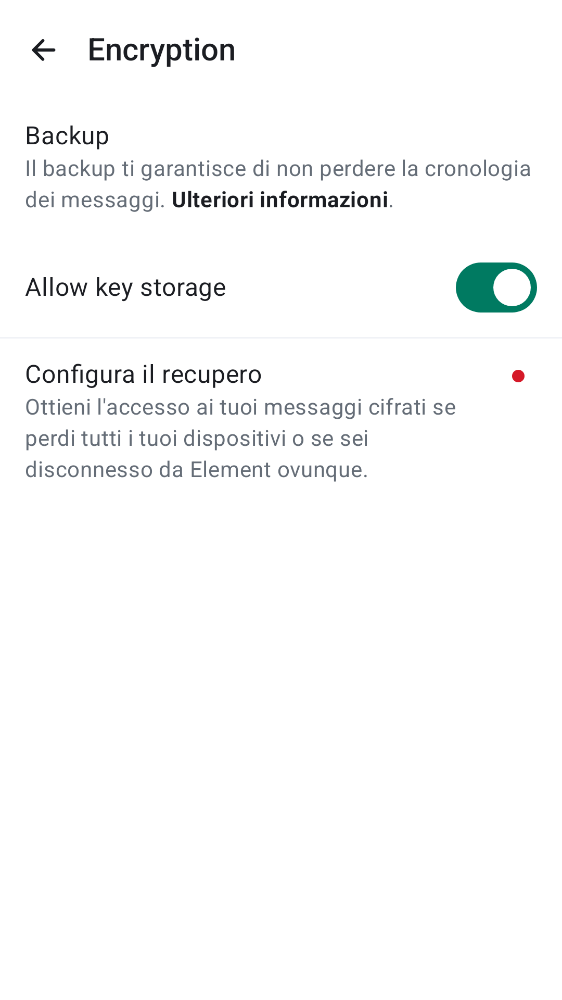 Encryption
Backup
Il backup ti garantisce di non perdere la cronologia
dei messaggi. Ulteriori informazioni.
Allow key storage
Configura il recupero
Ottieni l'accesso ai tuoi messaggi cifrati se
perdi tutti i tuoi dispositivi o se sei
disconnesso da Element ovunque.